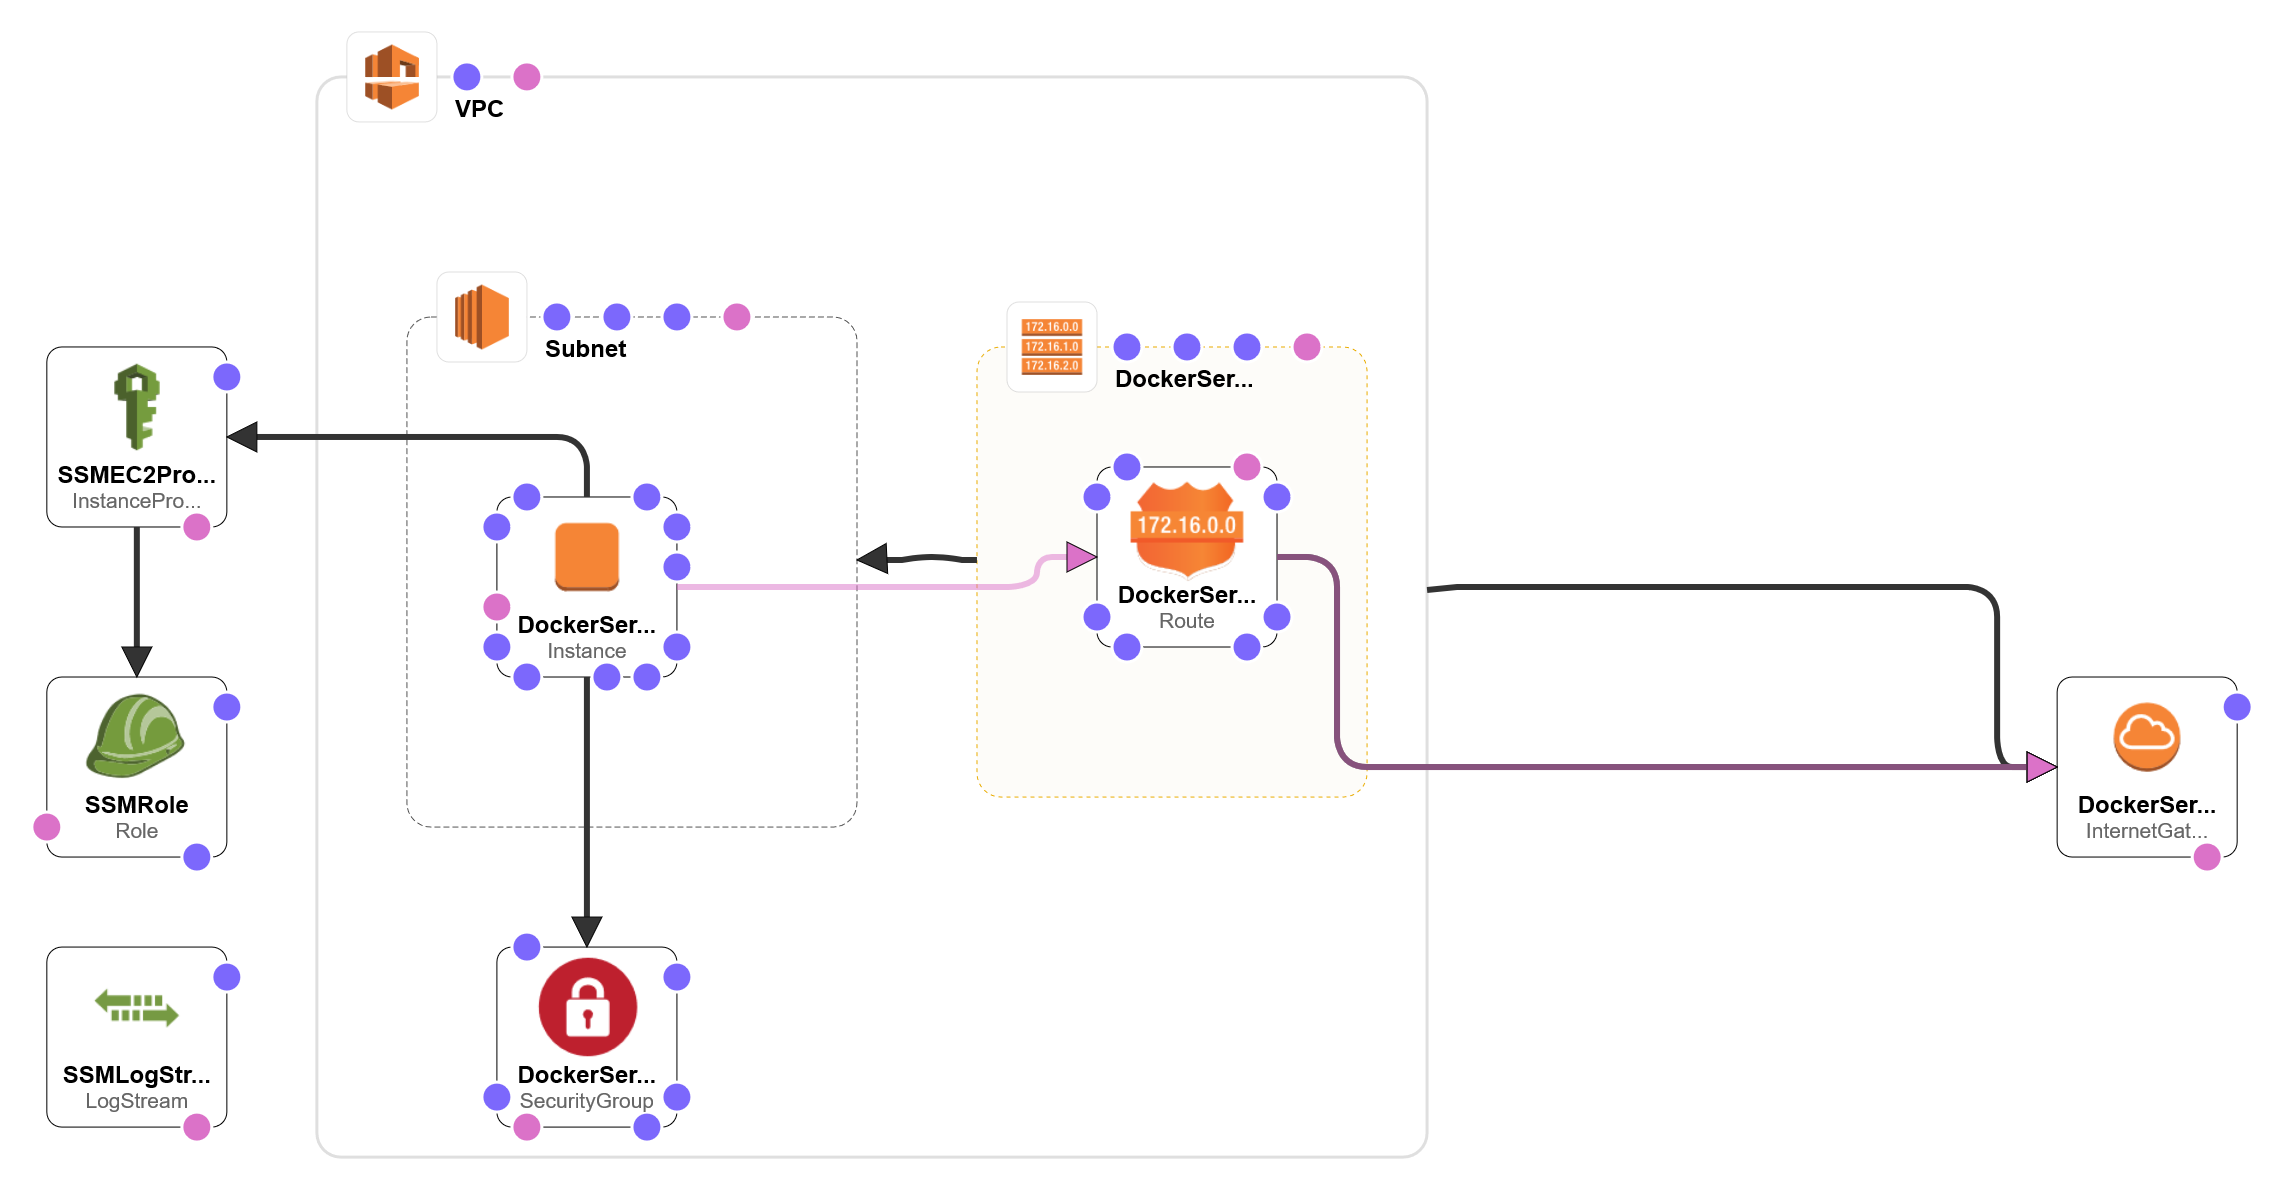 VPC
Subnet
172.16.0.0
172.16.1.0
172.16.2.0
DockerSer...
SSMEC2Pro...
InstancePro...
DockerSer...
Instance
172.16.0.0
DockerSer...
Route
SSMRole
Role
DockerSer...
InternetGat...
SSMLogStr...
LogStream
DockerSer...
SecurityGroup